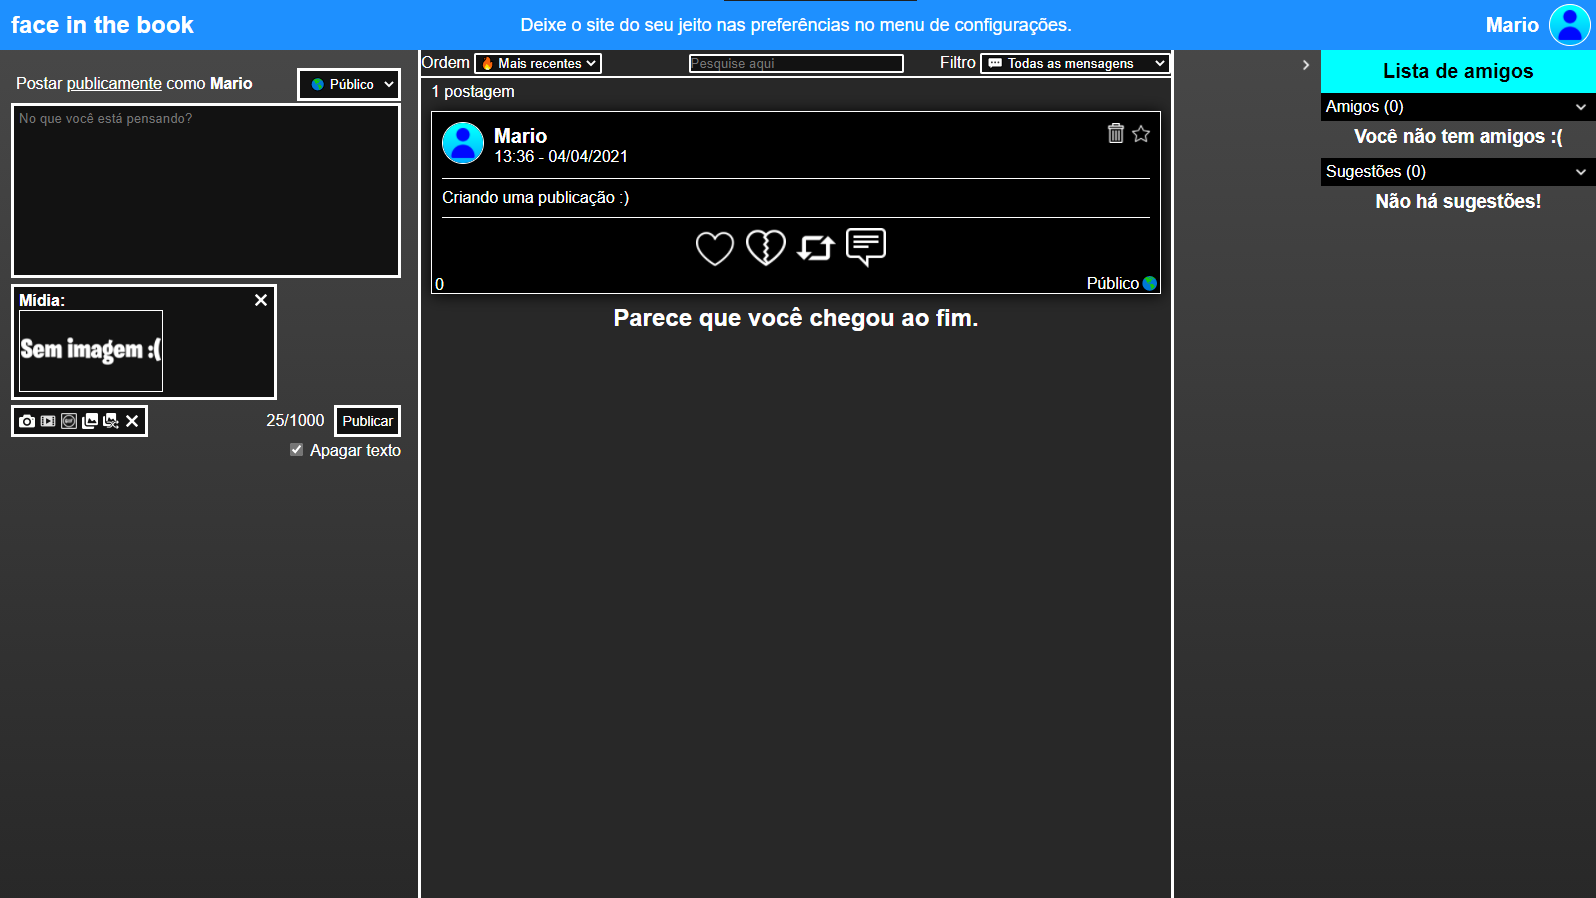 face in the book
Deixe o site do seu jeito nas preferências no menu de configurações.
Mario
Postar publicamente como Mario
Público
No que você está pensando?
Mídia:
Sem imagem :(
25/1000
Publicar
Apagar texto
Ordem
Mais recentes
Pesquise aqui
Filtro
Todas as mensagens
1 postagem
Mario
13:36 - 04/04/2021
Criando uma publicação :)
0
Público
Parece que você chegou ao fim.
Lista de amigos
Amigos (0)
Você não tem amigos :(
Sugestões (0)
Não há sugestões!